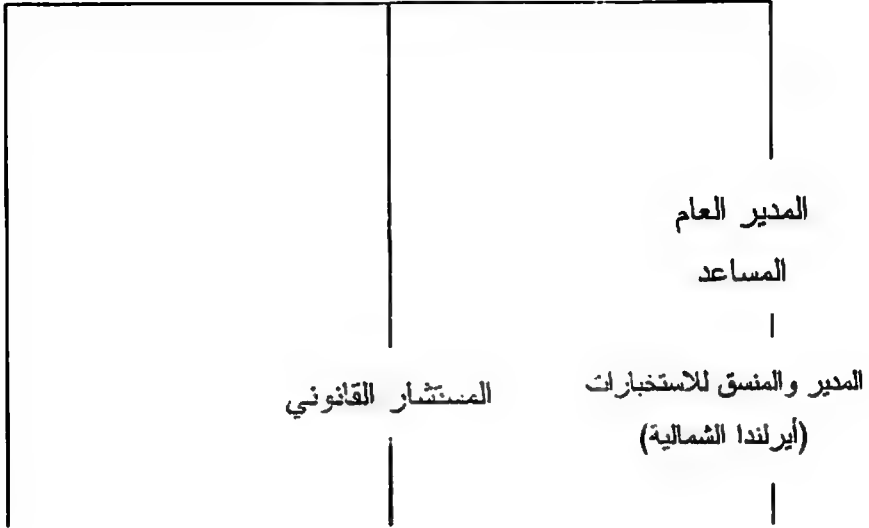 المدير العام
المساعد
المدير والمنسق للاستخبارات
(أيرلندا الشمالية)
المستشار القانوني